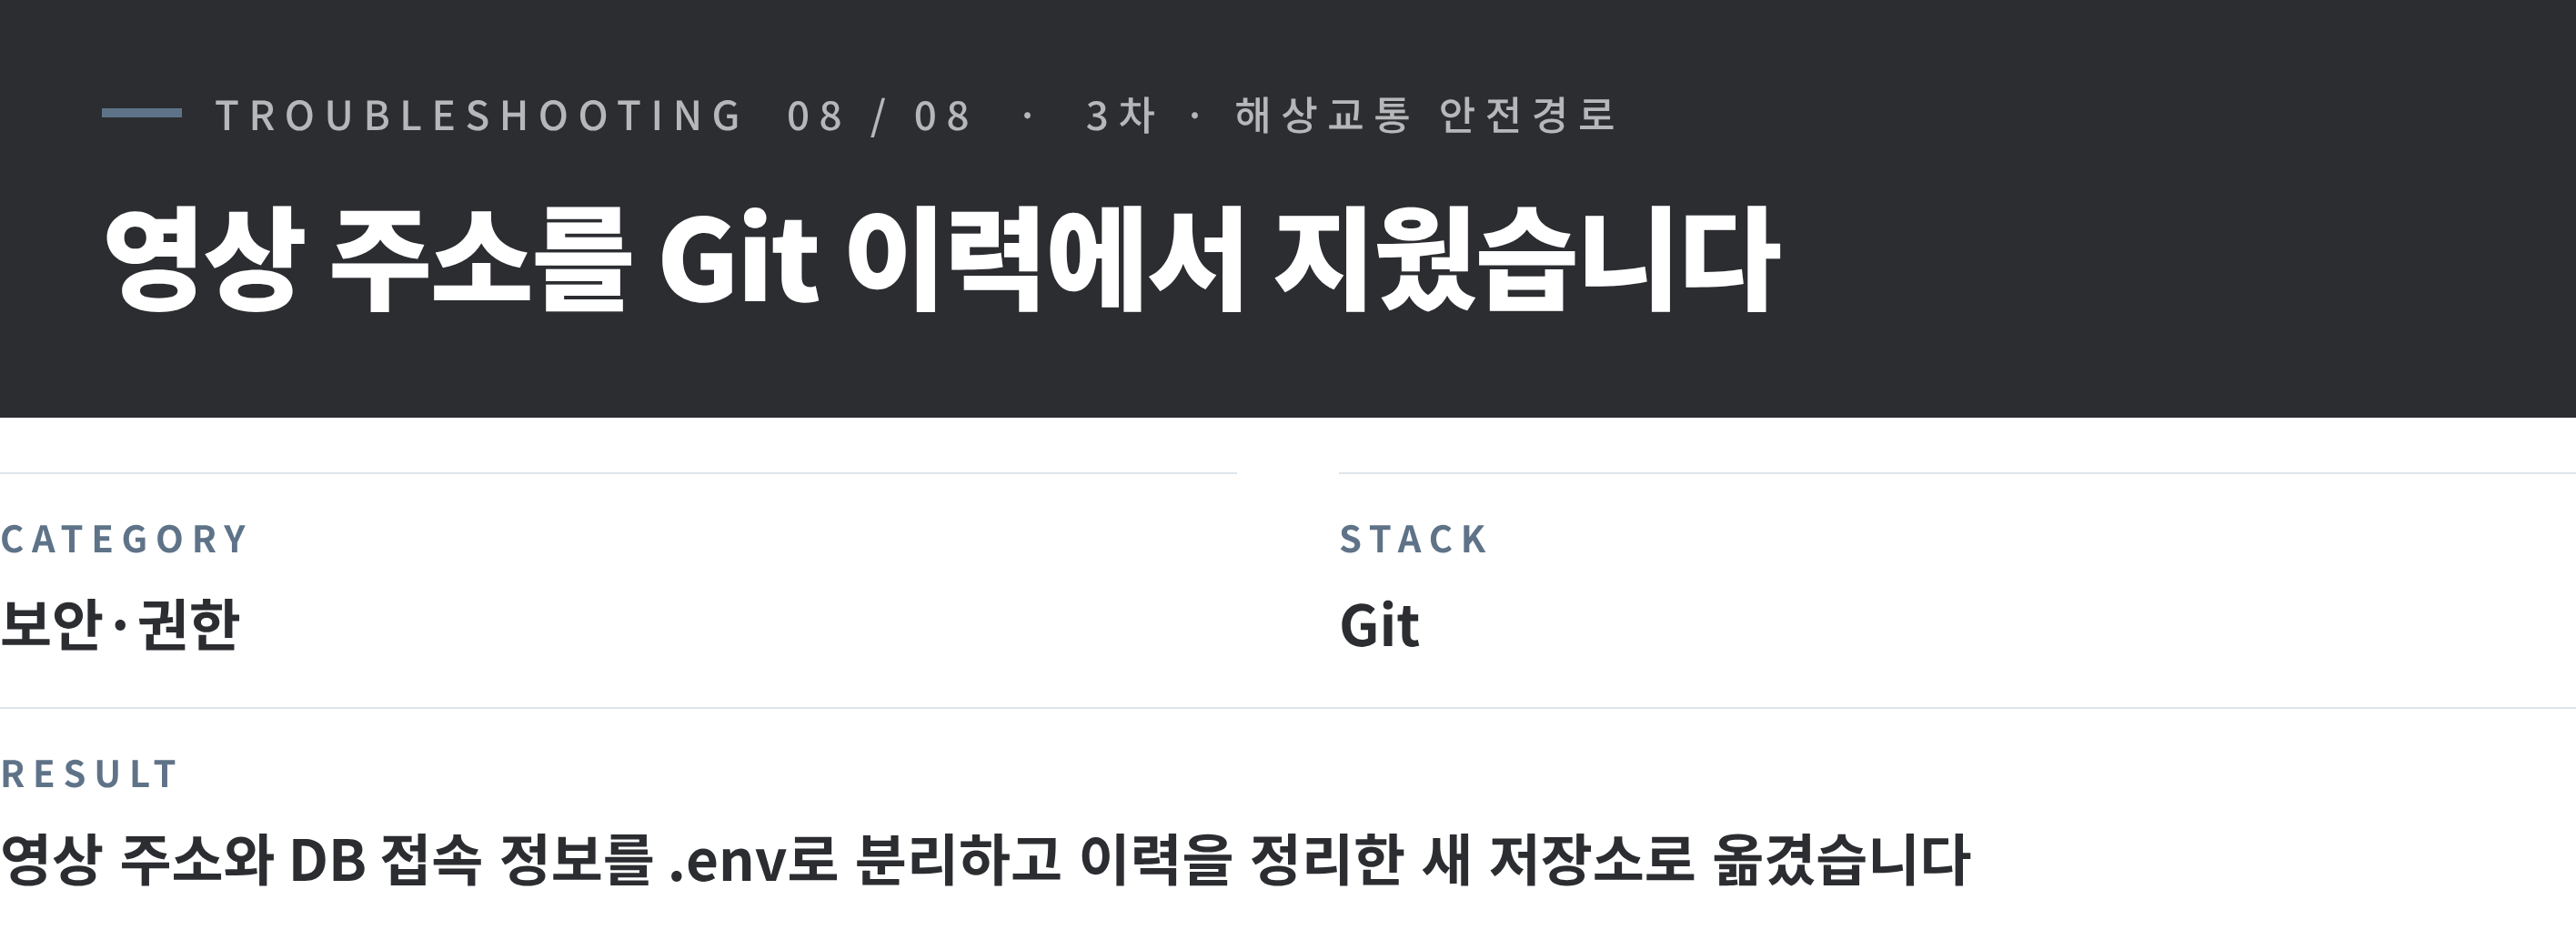 TROUBLESHOOTING 08 / 08 · 3차 · 해상교통 안전경로
영상 주소를 Git 이력에서 지웠습니다
CATEGORY
보안·권한
STACK
Git
RESULT
영상 주소와 DB 접속 정보를 .env로 분리하고 이력을 정리한 새 저장소로 옮겼습니다